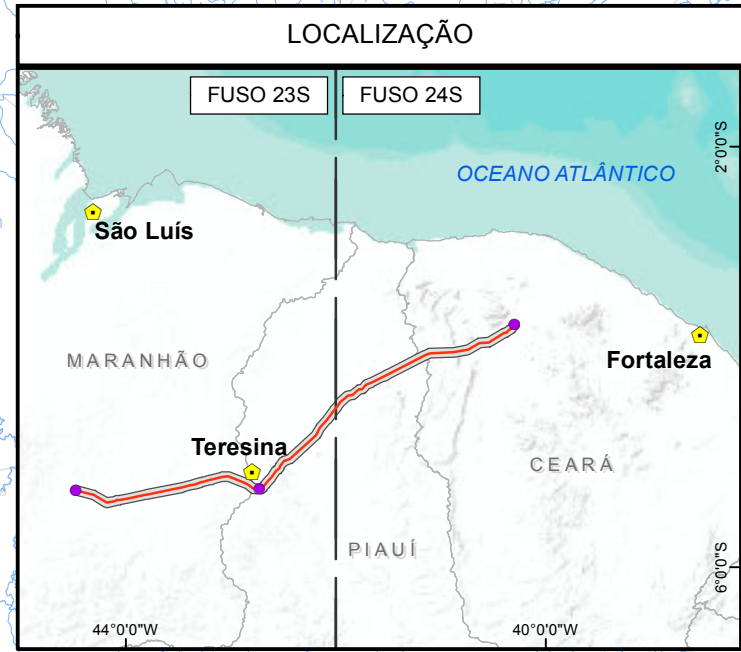 LOCALIZAÇÃO
FUSO 23S
FUSO 24S
2°0'0"S
OCEANO ATLÂNTICO
São Luís
MARANHÃO
Fortaleza
Teresina
CEARÁ
PIAUÍ
6°0'0"S
44°0'0"W
40°0'0"W